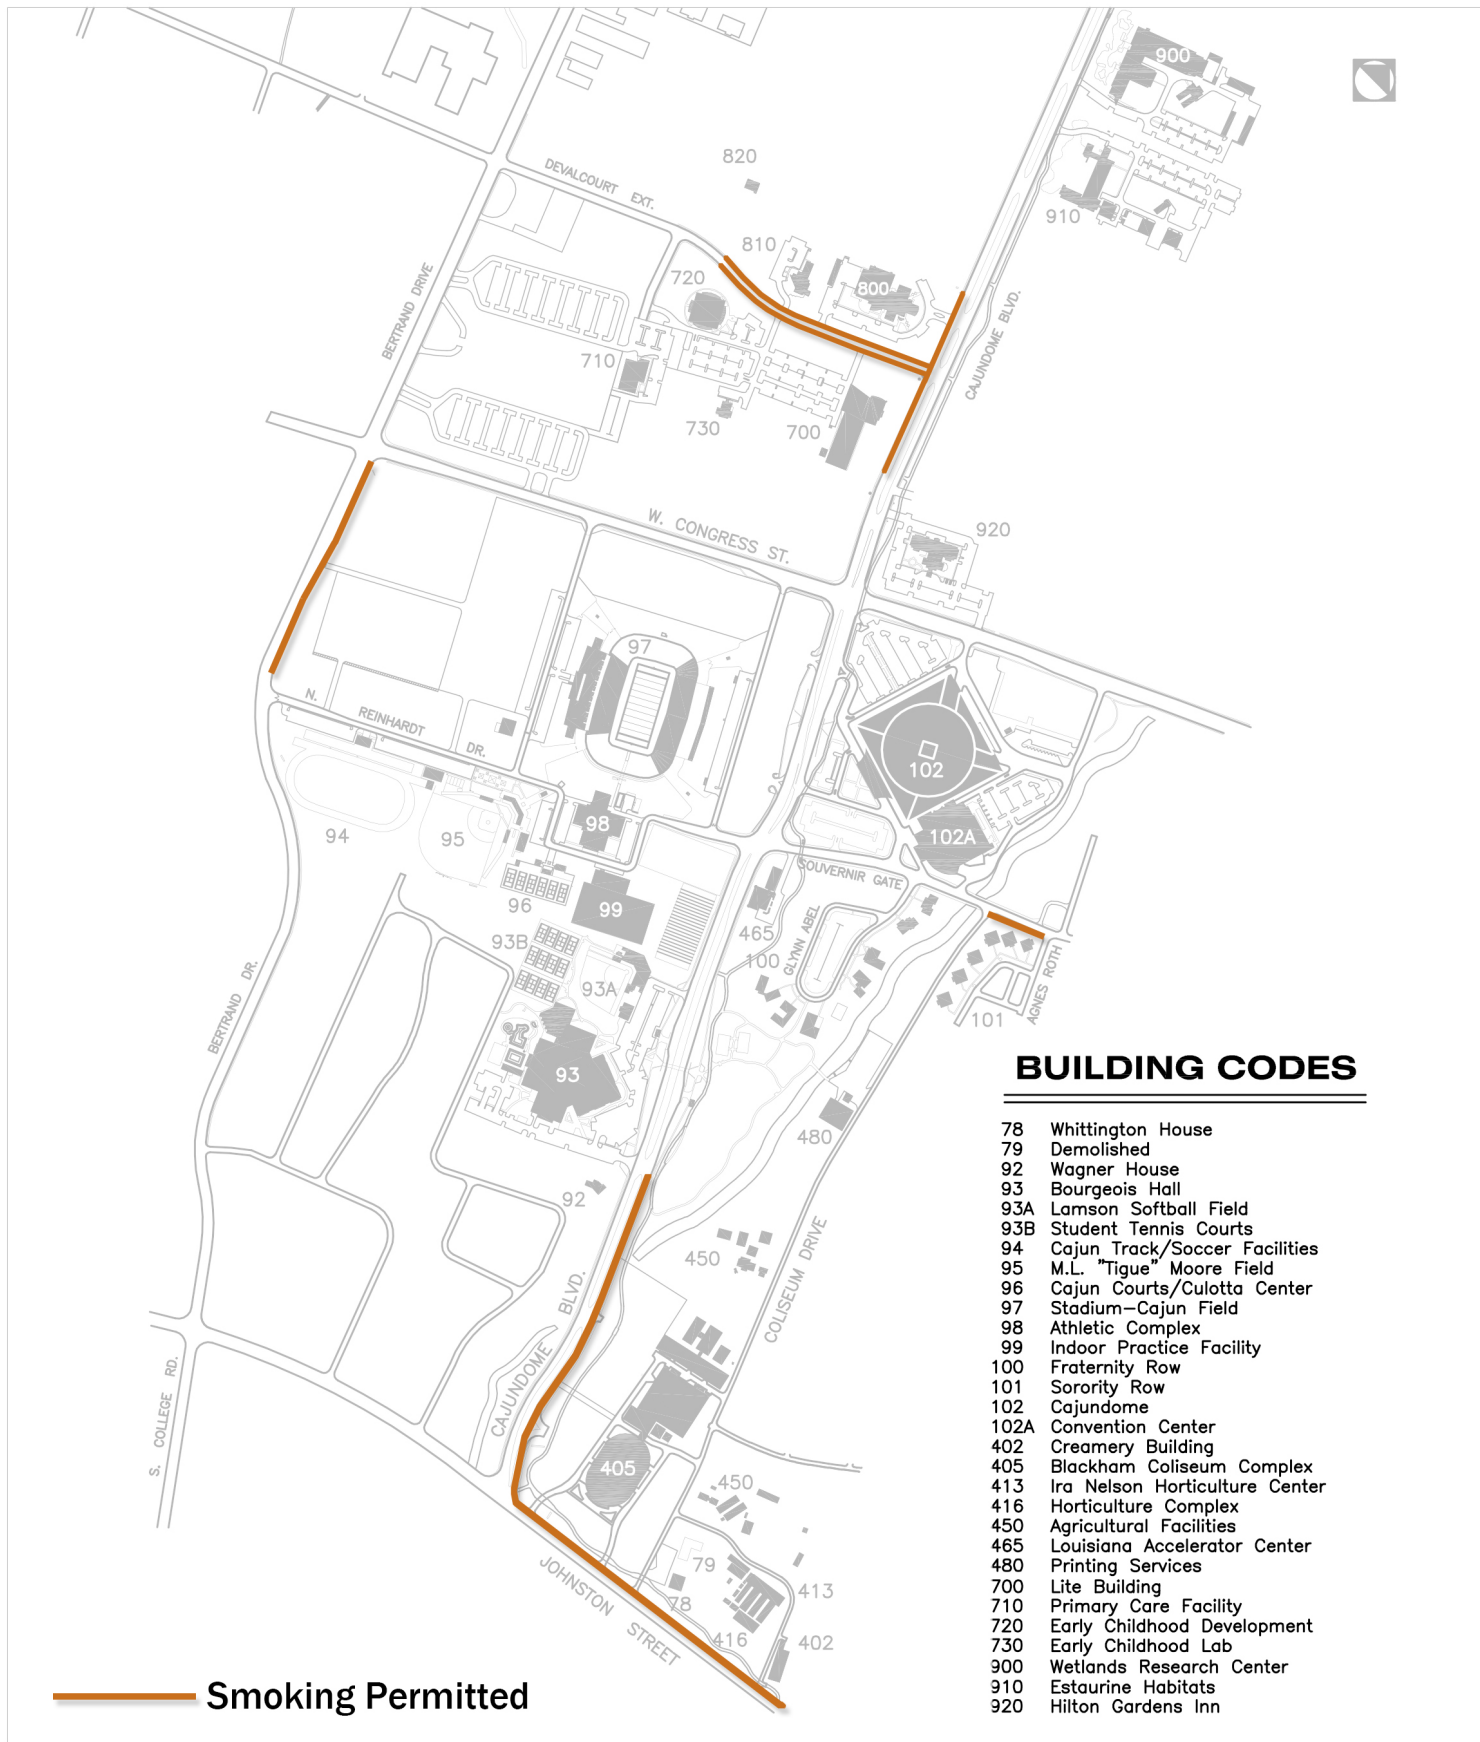 900
820
DEVALCOURT EXT.
910
810
720
800
BERTRAND DRIVE
CAJUNDOME BLVD.
710
730
700
W. CONGRESS ST.
920
97
N. REINHARDT DR.
102
94
95
98
102A
SOUVERNIR GATE
96
99
465
GLYNN ABEL
93B
100
93A
AGNES ROTH
101
BERTRAND DR.
93
480
92
450
COLISEUM DRIVE
CAJUNDOME BLVD.
S. COLLEGE RD.
405
450
79
78
413
416
402
JOHNSTON STREET
BUILDING CODES
78 Whittington House
79 Demolished
92 Wagner House
93 Bourgeois Hall
93A Lamson Softball Field
93B Student Tennis Courts
94 Cajun Track/Soccer Facilities
95 M.L. "Tigue" Moore Field
96 Cajun Courts/Culotta Center
97 Stadium-Cajun Field
98 Athletic Complex
99 Indoor Practice Facility
100 Fraternity Row
101 Sorority Row
102 Cajundome
102A Convention Center
402 Creamery Building
405 Blackham Coliseum Complex
413 Ira Nelson Horticulture Center
416 Horticulture Complex
450 Agricultural Facilities
465 Louisiana Accelerator Center
480 Printing Services
700 Lite Building
710 Primary Care Facility
720 Early Childhood Development
730 Early Childhood Lab
900 Wetlands Research Center
910 Estaurine Habitats
920 Hilton Gardens Inn
Smoking Permitted